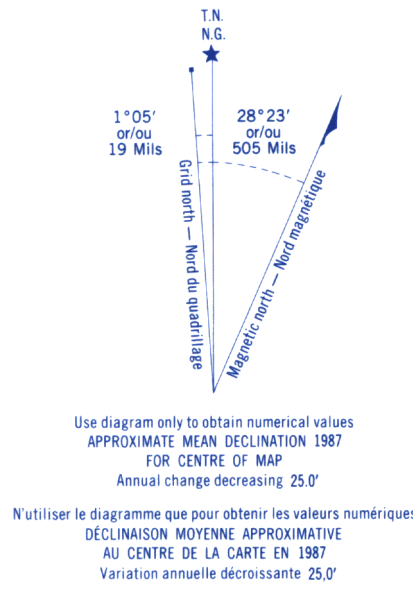 T.N.
N.G.
1°05'
or/ou
19 Mils
28°23'
or/ou
505 Mils
Grid north — Nord du quadrillage
Magnetic north — Nord magnétique
Use diagram only to obtain numerical values
APPROXIMATE MEAN DECLINATION 1987
FOR CENTRE OF MAP
Annual change decreasing 25.0'
N'utiliser le diagramme que pour obtenir les valeurs numériques
DÉCLINAISON MOYENNE APPROXIMATIVE
AU CENTRE DE LA CARTE EN 1987
Variation annuelle décroissante 25,0'